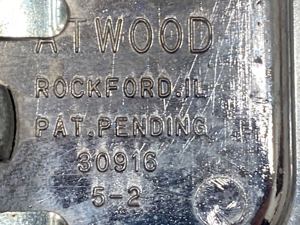 ATWOOD
ROCKFORD.IL
PAT.PENDING
30916
5-2